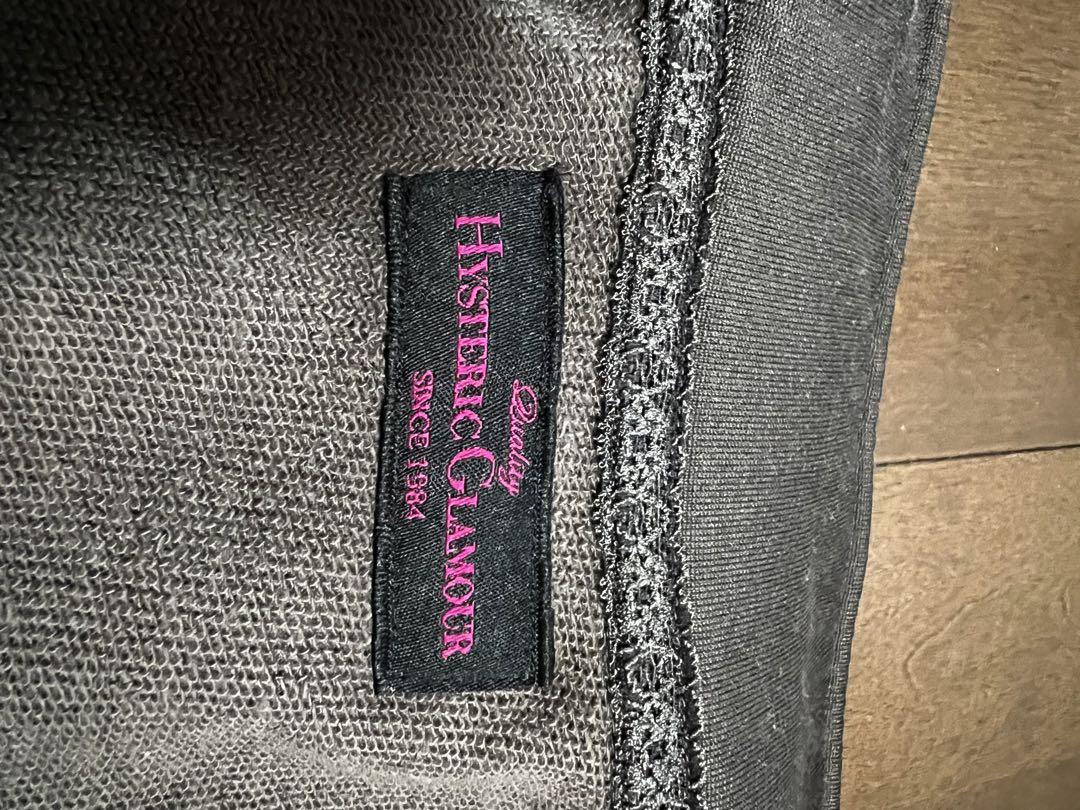 Quality
HYSTERIC GLAMOUR
SINCE 1984